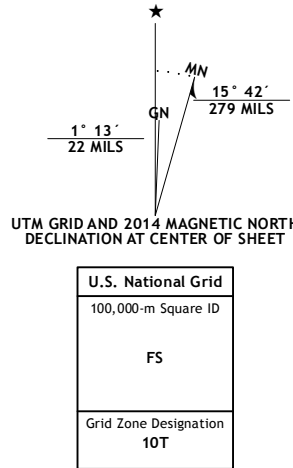 ★
MN
GN
15° 42´
279 MILS
1° 13´
22 MILS
UTM GRID AND 2014 MAGNETIC NORTH
DECLINATION AT CENTER OF SHEET
U.S. National Grid
100,000-m Square ID
FS
Grid Zone Designation
10T